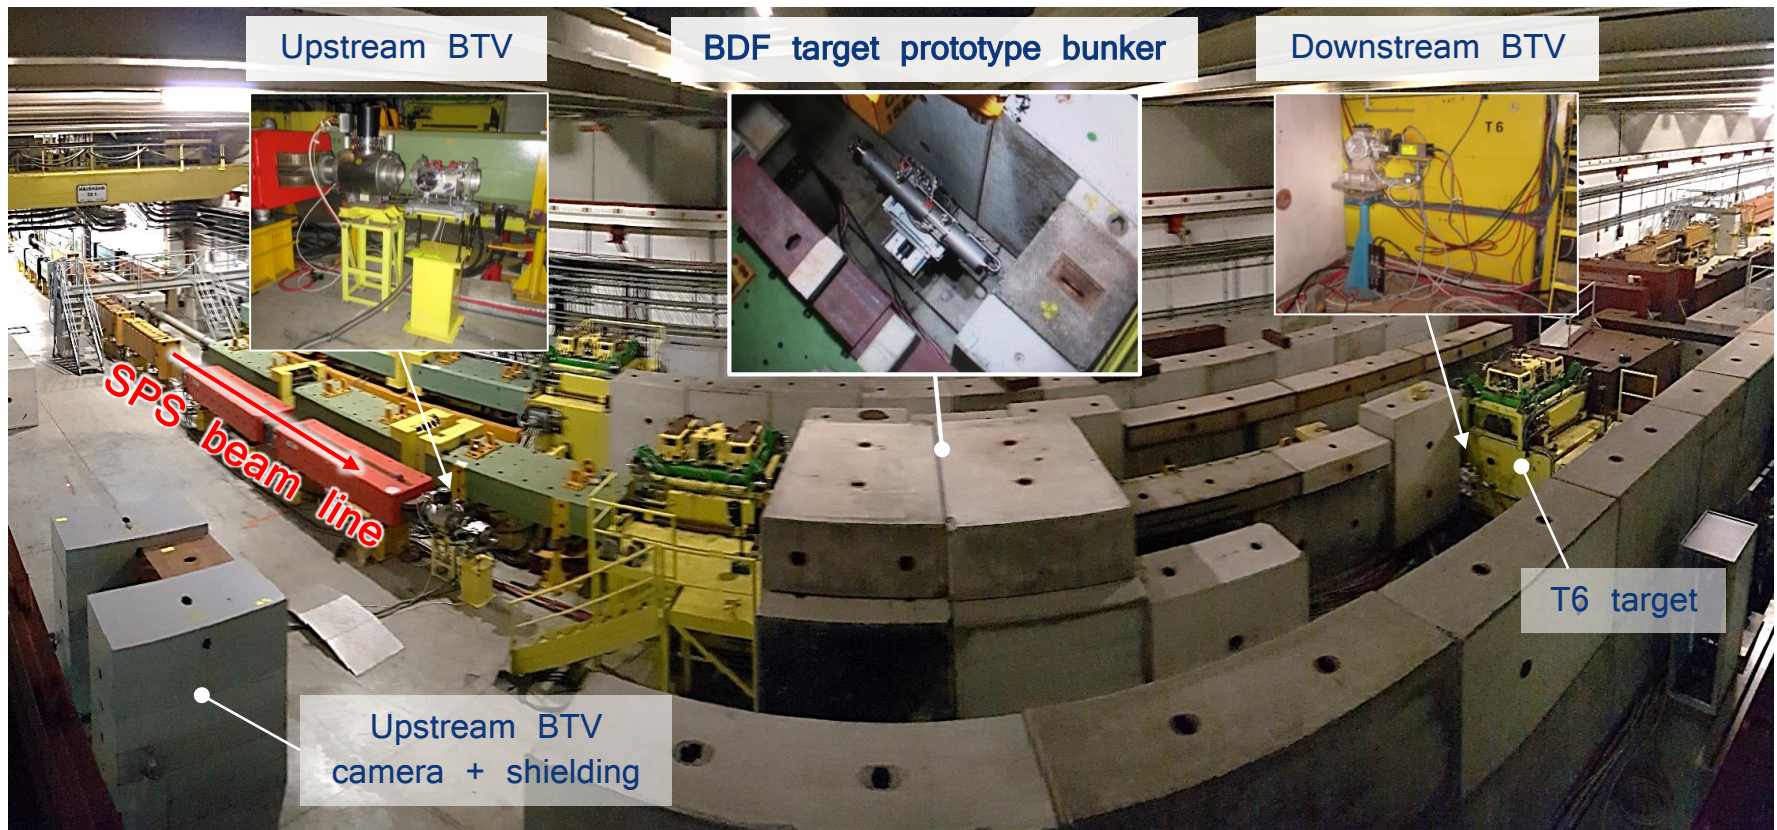 Upstream BTV
BDF target prototype bunker
Downstream BTV
T6
SPS beam line
T6 target
Upstream BTV
camera + shielding